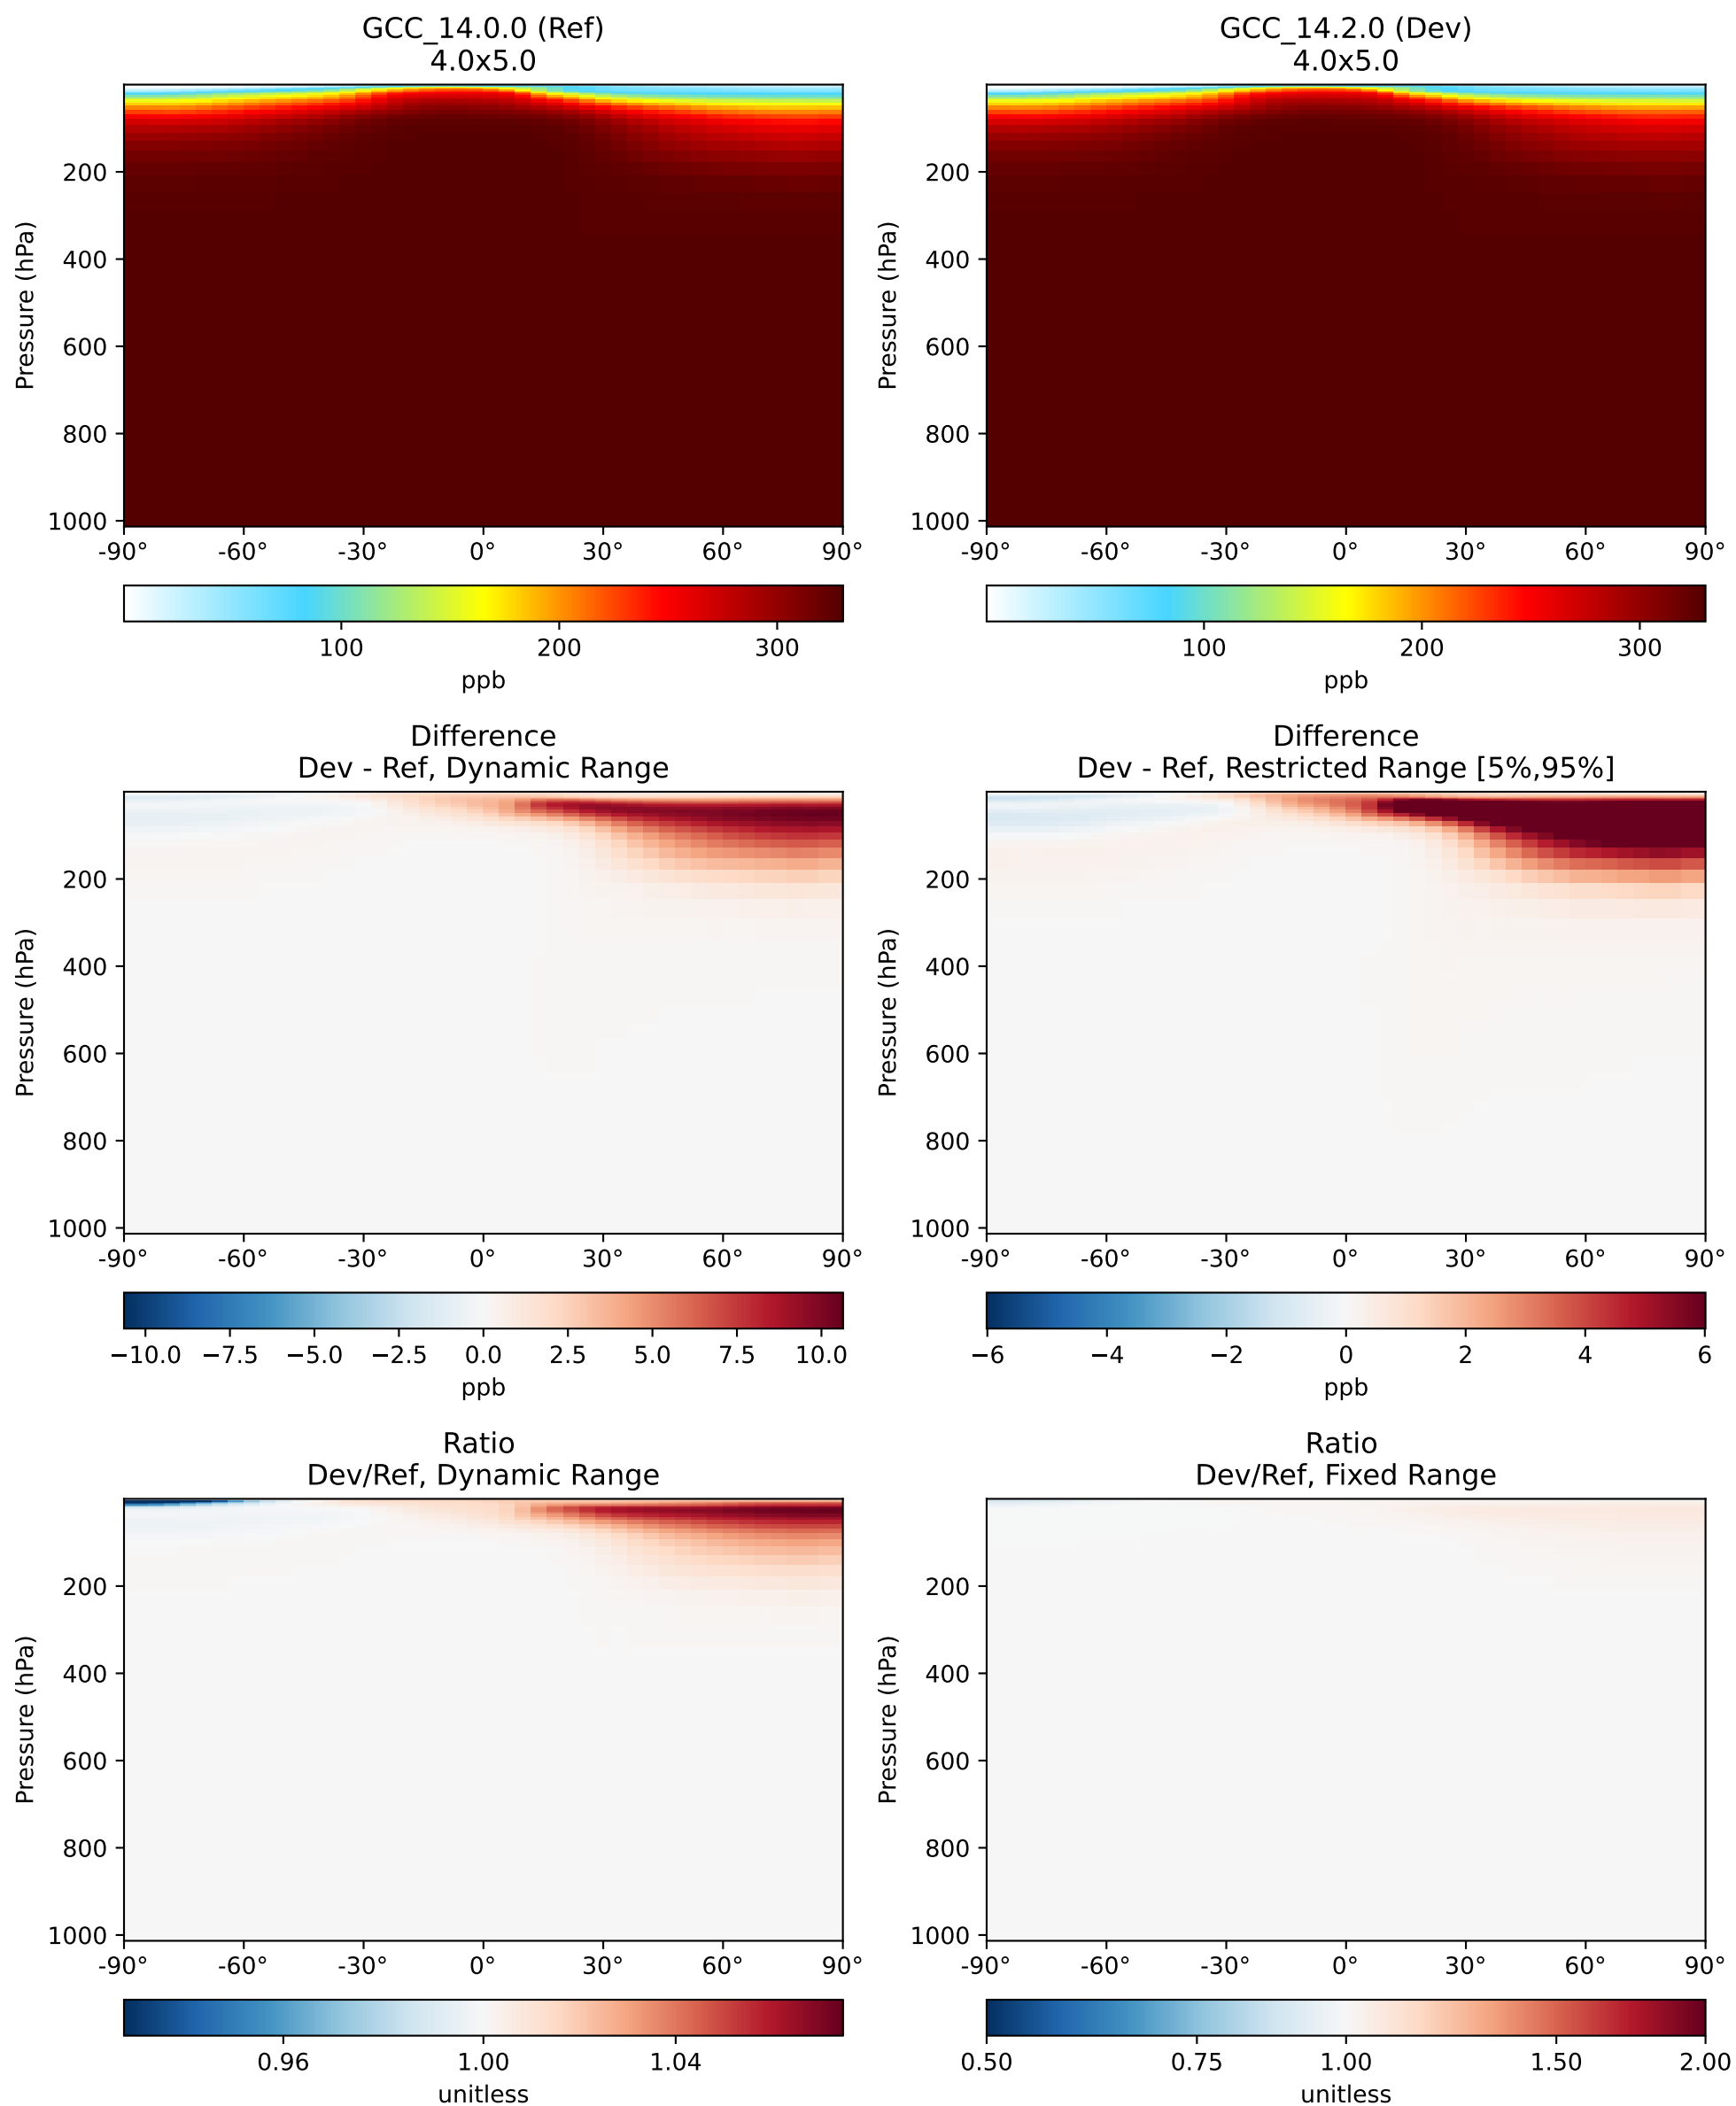 GCC_14.0.0 (Ref)
4.0x5.0
Pressure (hPa)
200
400
600
800
1000
-90° -60° -30° 0° 30° 60° 90°
100 200 300
ppb
GCC_14.2.0 (Dev)
4.0x5.0
Pressure (hPa)
200
400
600
800
1000
-90° -60° -30° 0° 30° 60° 90°
100 200 300
ppb
Difference
Dev - Ref, Dynamic Range
Pressure (hPa)
200
400
600
800
1000
-90° -60° -30° 0° 30° 60° 90°
−10.0 −7.5 −5.0 −2.5 0.0 2.5 5.0 7.5 10.0
ppb
Difference
Dev - Ref, Restricted Range [5%,95%]
Pressure (hPa)
200
400
600
800
1000
-90° -60° -30° 0° 30° 60° 90°
−6 −4 −2 0 2 4 6
ppb
Ratio
Dev/Ref, Dynamic Range
Pressure (hPa)
200
400
600
800
1000
-90° -60° -30° 0° 30° 60° 90°
0.96 1.00 1.04
unitless
Ratio
Dev/Ref, Fixed Range
Pressure (hPa)
200
400
600
800
1000
-90° -60° -30° 0° 30° 60° 90°
0.50 0.75 1.00 1.50 2.00
unitless